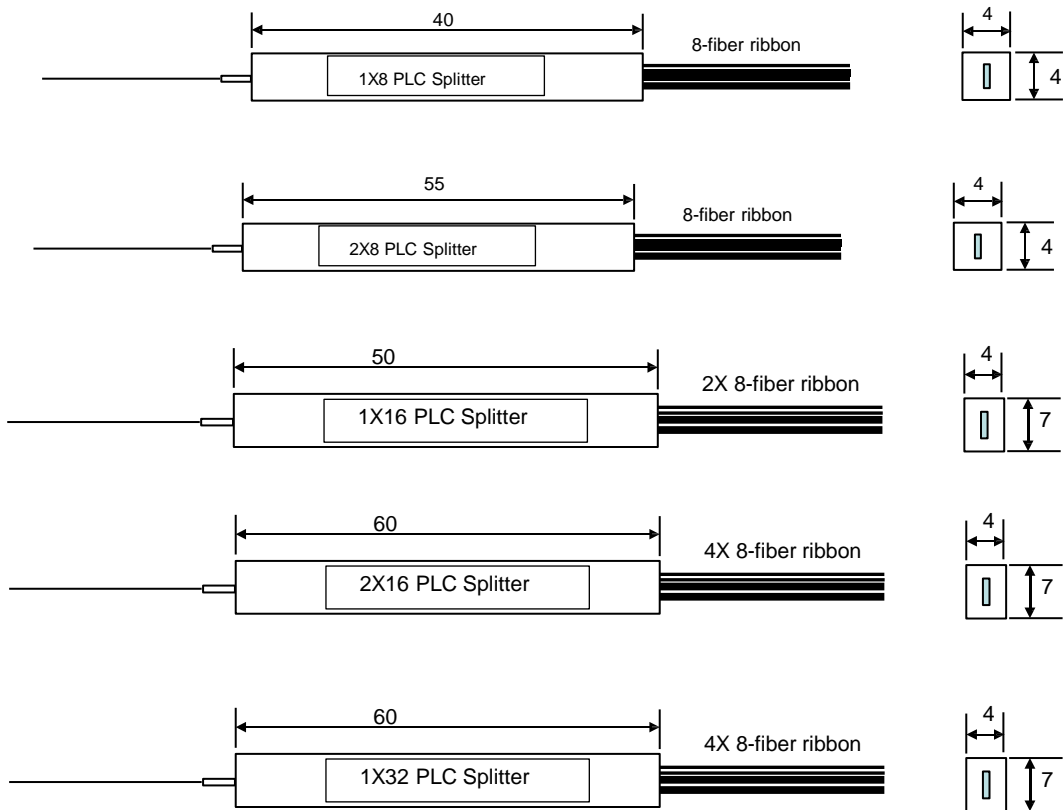 40
4
8-fiber ribbon
1X8 PLC Splitter
4
55
4
8-fiber ribbon
2X8 PLC Splitter
4
50
4
2X 8-fiber ribbon
1X16 PLC Splitter
7
60
4
4X 8-fiber ribbon
2X16 PLC Splitter
7
60
4
4X 8-fiber ribbon
1X32 PLC Splitter
7